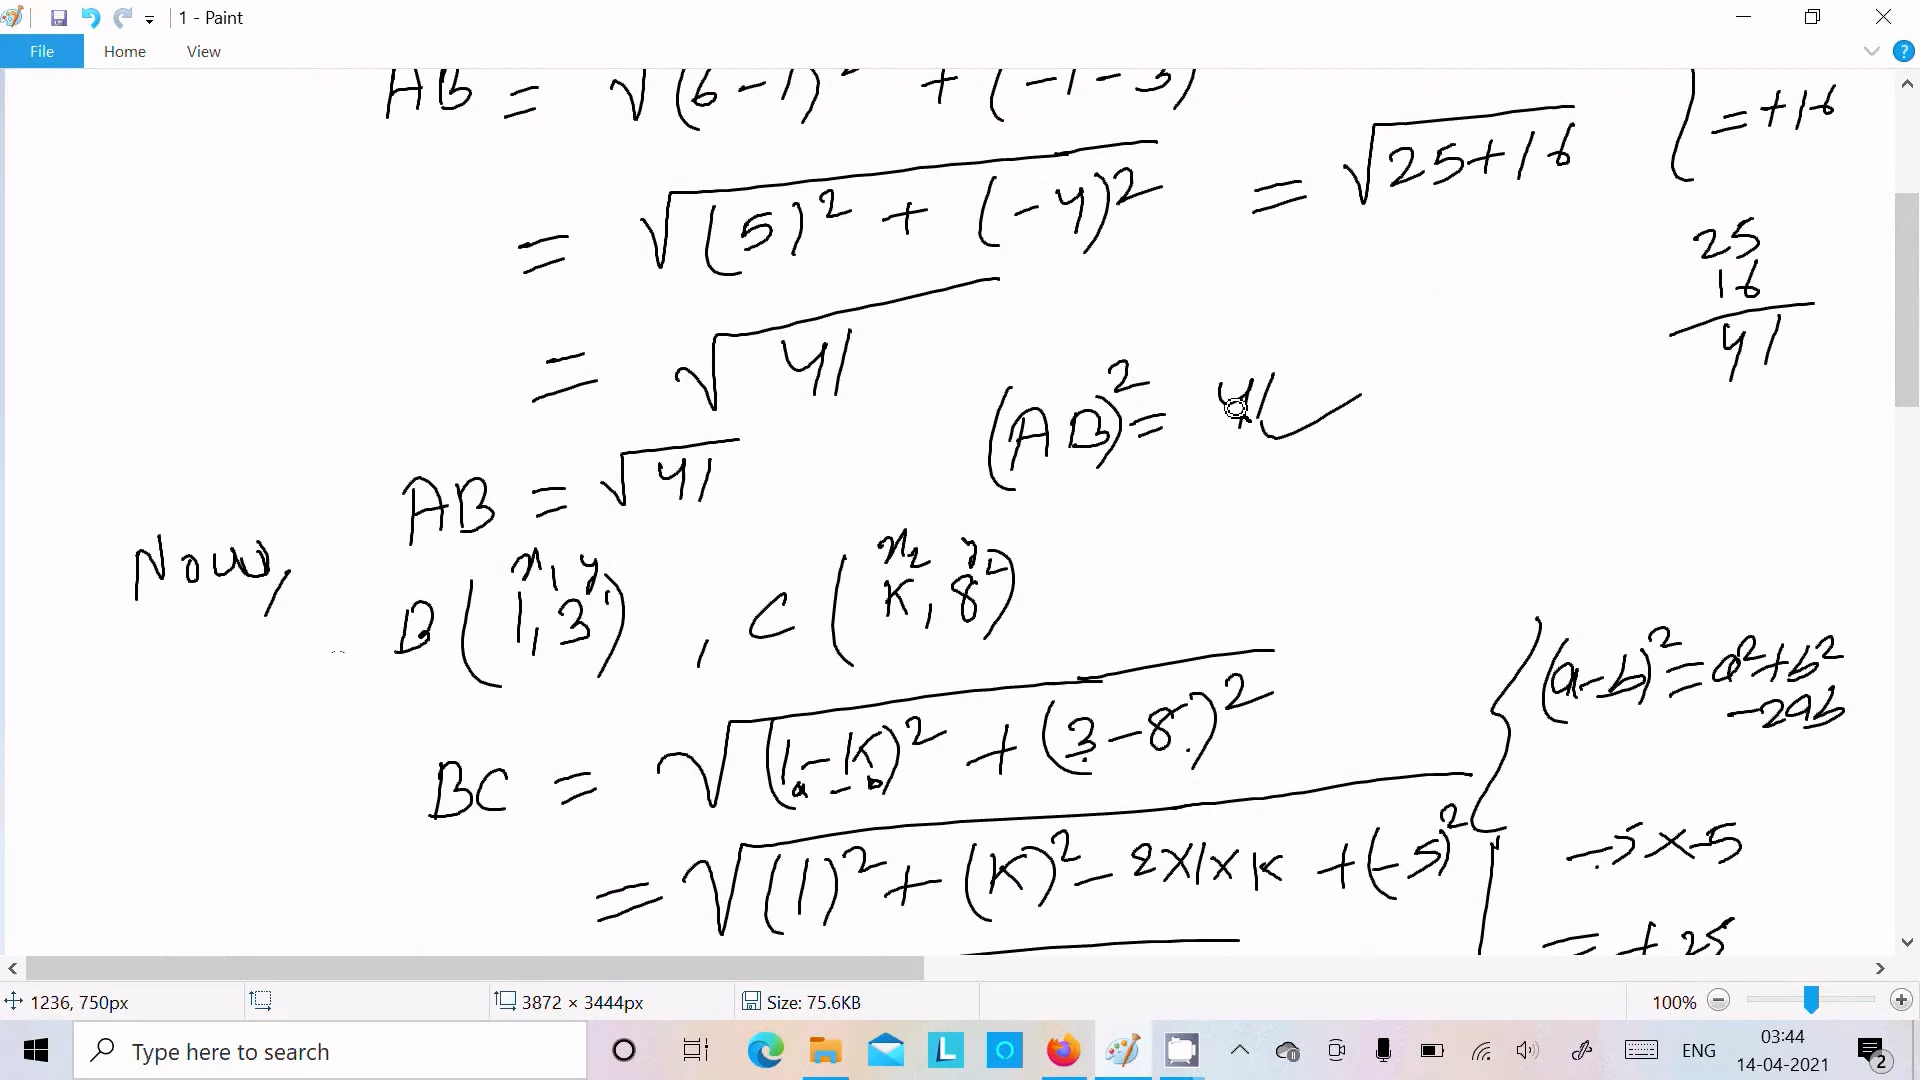 1 - Paint
File Home View
AB = √(6-1)² + (-1-3)
= +16
= √(5)² + (-4)² = √25+16
25
16
41
= √41
(AB)² = 41
AB = √41
Now,
x₁ y₁ x₂ y₂
B(1,3), C(K,8)
(a-b)² = a²+b²
-2ab
BC = √(1-K)² + (3-8)²
a - b
= √(1)² + (K)² - 2×1×K + (-5)²
-5×-5
= +25
1236, 750px 3872 × 3444px Size: 75.6KB 100%
Type here to search
ENG
03:44
14-04-2021
2